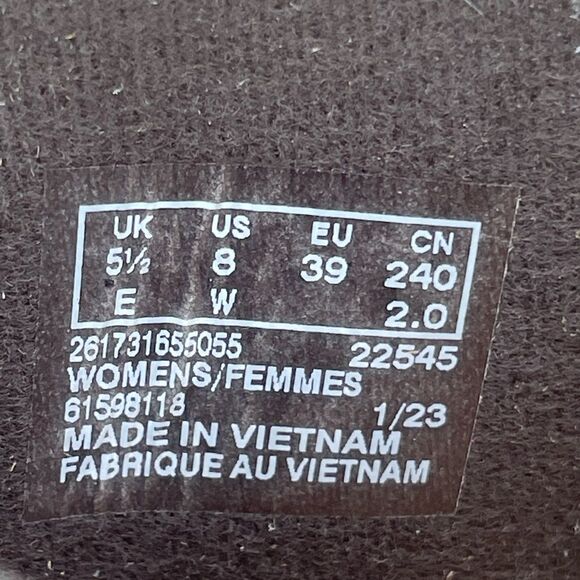 UK US EU CN
5½ 8 39 240
E W 2.0
261731655055 22545
WOMENS/FEMMES
61598118 1/23
MADE IN VIETNAM
FABRIQUE AU VIETNAM